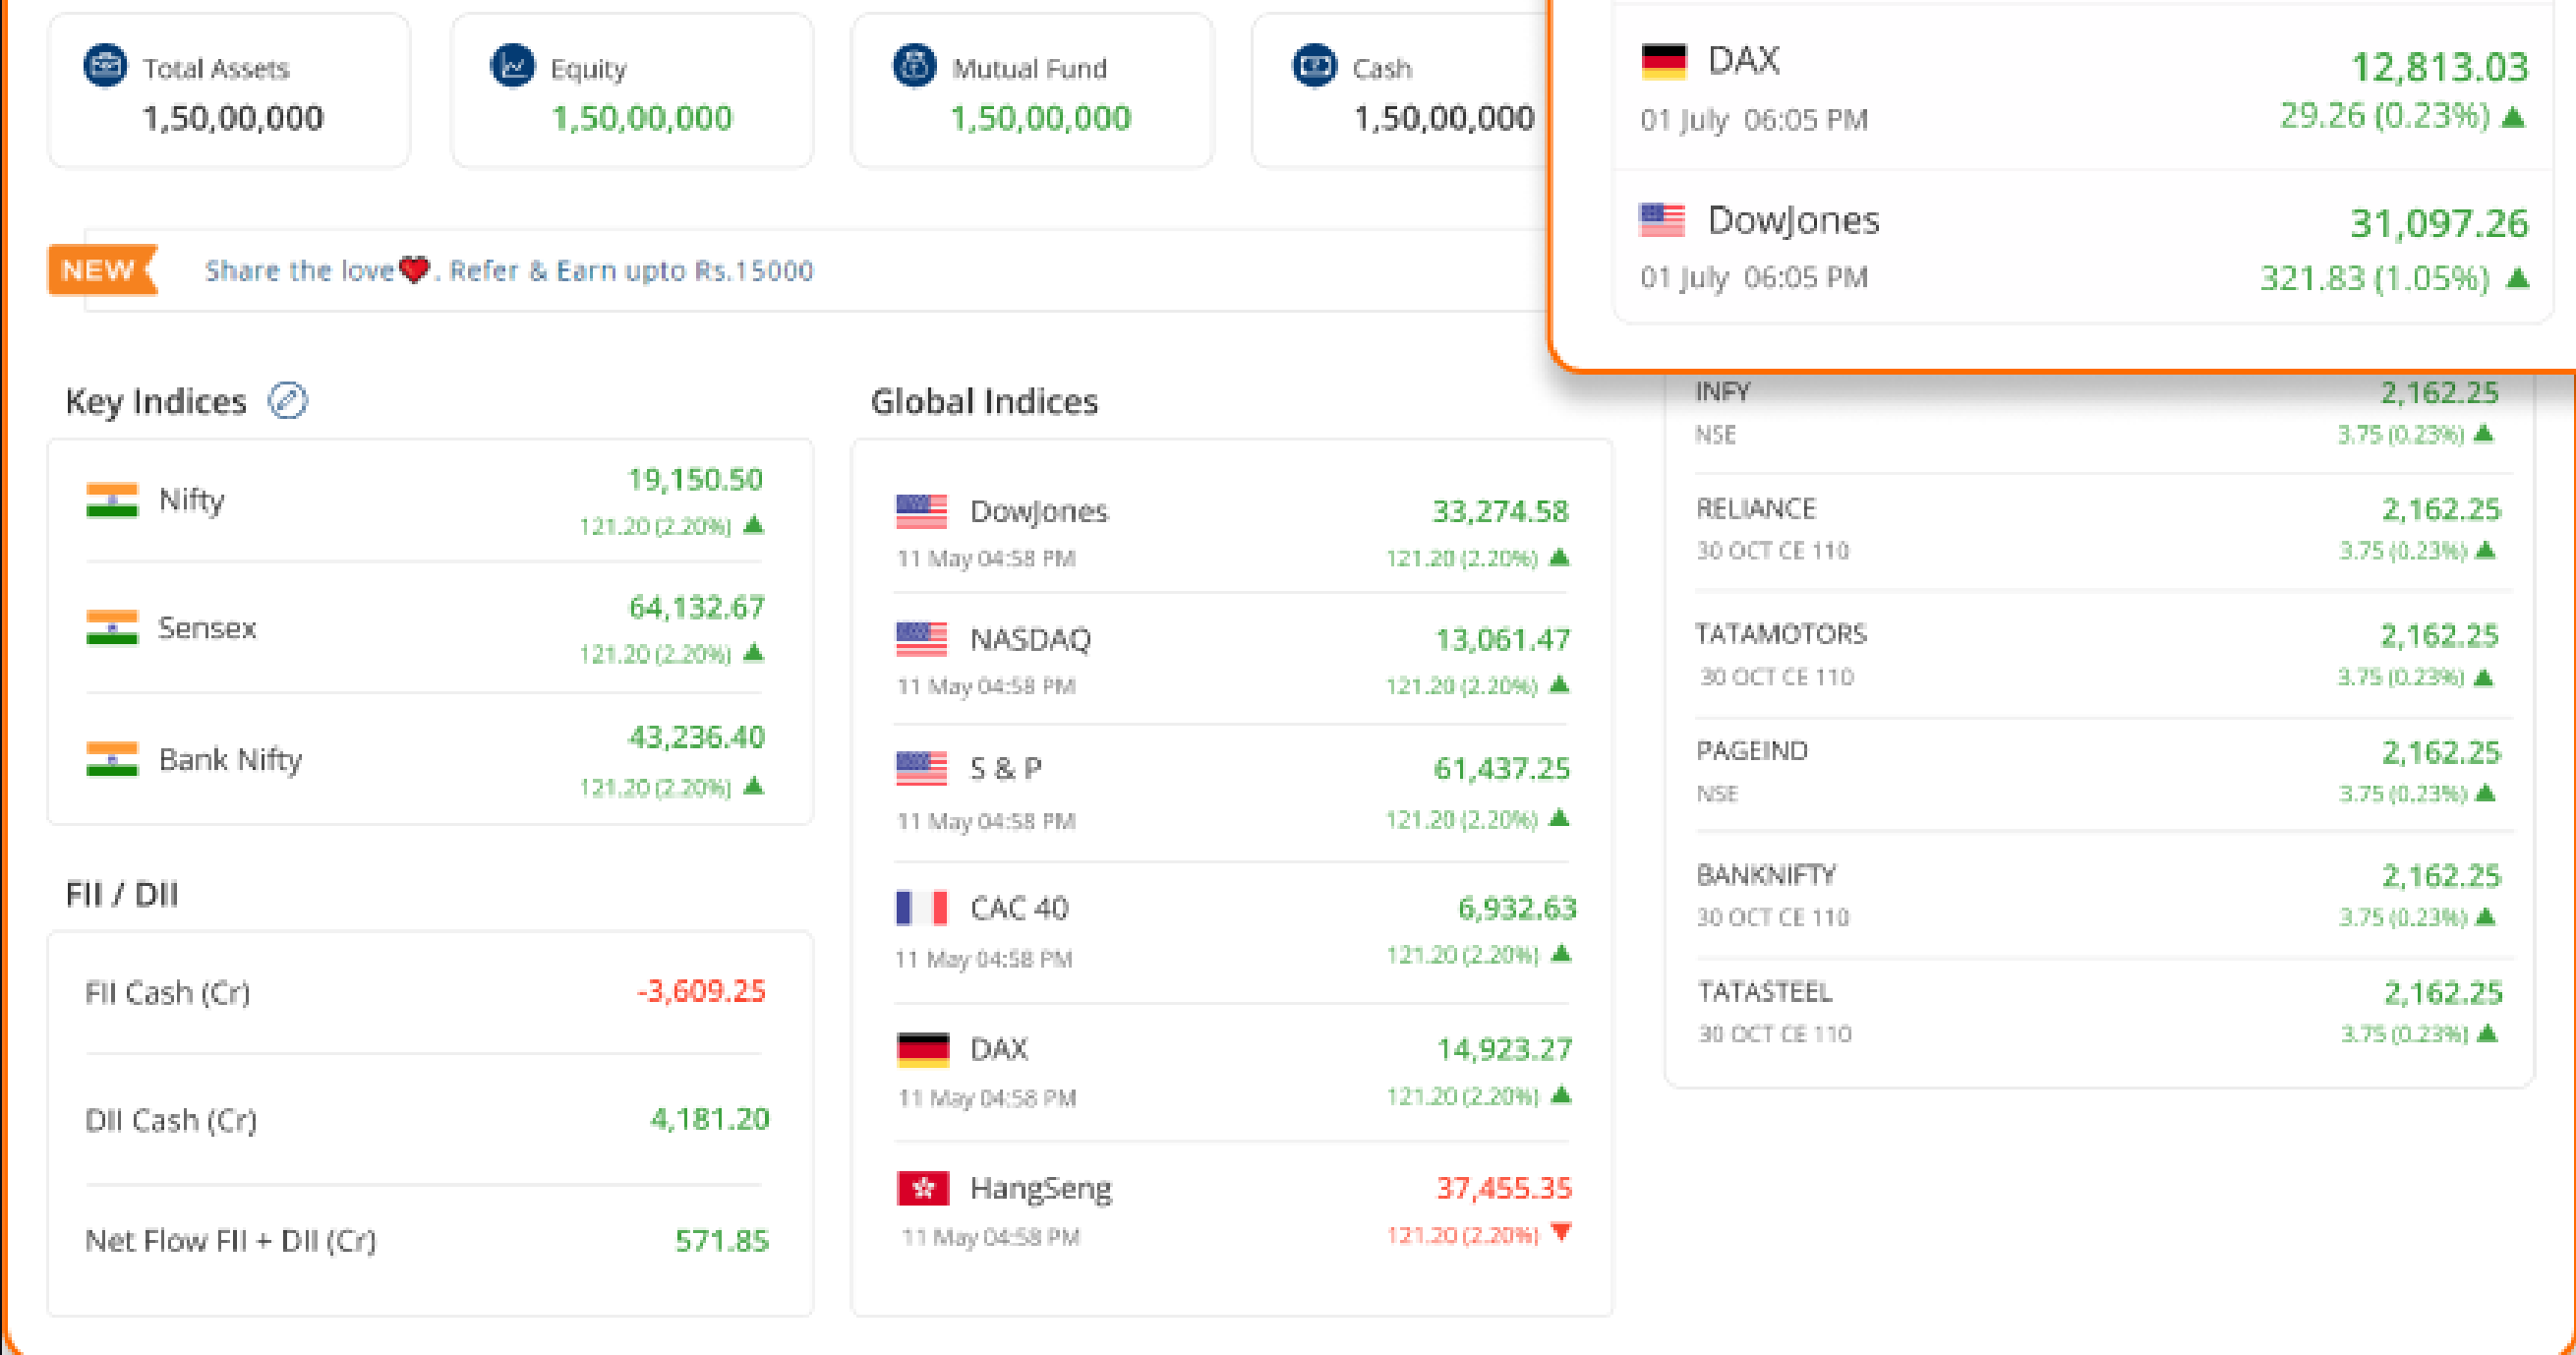 Total Assets
1,50,00,000
Equity
1,50,00,000
Mutual Fund
1,50,00,000
Cash
1,50,00,000
DAX
12,813.03
01 July 06:05 PM
29.26 (0.23%)
DowJones
31,097.26
01 July 06:05 PM
321.83 (1.05%)
NEW
Share the love❤️. Refer & Earn upto Rs.15000
Key Indices
Nifty
19,150.50
121.20 (2.20%)
Sensex
64,132.67
121.20 (2.20%)
Bank Nifty
43,236.40
121.20 (2.20%)
FII / DII
FII Cash (Cr)
-3,609.25
DII Cash (Cr)
4,181.20
Net Flow FII + DII (Cr)
571.85
Global Indices
DowJones
33,274.58
11 May 04:58 PM
121.20 (2.20%)
NASDAQ
13,061.47
11 May 04:58 PM
121.20 (2.20%)
S & P
61,437.25
11 May 04:58 PM
121.20 (2.20%)
CAC 40
6,932.63
11 May 04:58 PM
121.20 (2.20%)
DAX
14,923.27
11 May 04:58 PM
121.20 (2.20%)
HangSeng
37,455.35
11 May 04:58 PM
121.20 (2.20%)
INFY
2,162.25
NSE
3.75 (0.23%)
RELIANCE
2,162.25
30 OCT CE 110
3.75 (0.23%)
TATAMOTORS
2,162.25
30 OCT CE 110
3.75 (0.23%)
PAGEIND
2,162.25
NSE
3.75 (0.23%)
BANKNIFTY
2,162.25
30 OCT CE 110
3.75 (0.23%)
TATASTEEL
2,162.25
30 OCT CE 110
3.75 (0.23%)